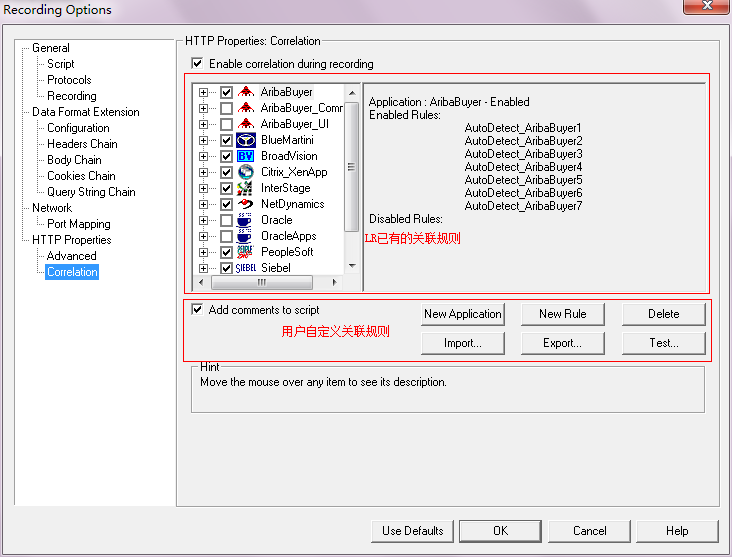 Recording Options
General
Script
Protocols
Recording
Data Format Extension
Configuration
Headers Chain
Body Chain
Cookies Chain
Query String Chain
Network
Port Mapping
HTTP Properties
Advanced
Correlation
HTTP Properties: Correlation
Enable correlation during recording
AribaBuyer
AribaBuyer_Comm
AribaBuyer_UI
BlueMartini
BV BroadVision
Citrix_XenApp
InterStage
NetDynamics
Oracle
OracleApps
PeopleSoft
SIEBEL Siebel
Application : AribaBuyer - Enabled
Enabled Rules:
AutoDetect_AribaBuyer1
AutoDetect_AribaBuyer2
AutoDetect_AribaBuyer3
AutoDetect_AribaBuyer4
AutoDetect_AribaBuyer5
AutoDetect_AribaBuyer6
AutoDetect_AribaBuyer7
Disabled Rules:
LR已有的关联规则
Add comments to script
用户自定义关联规则
New Application
New Rule
Delete
Import...
Export...
Test...
Hint
Move the mouse over any item to see its description.
Use Defaults
OK
Cancel
Help